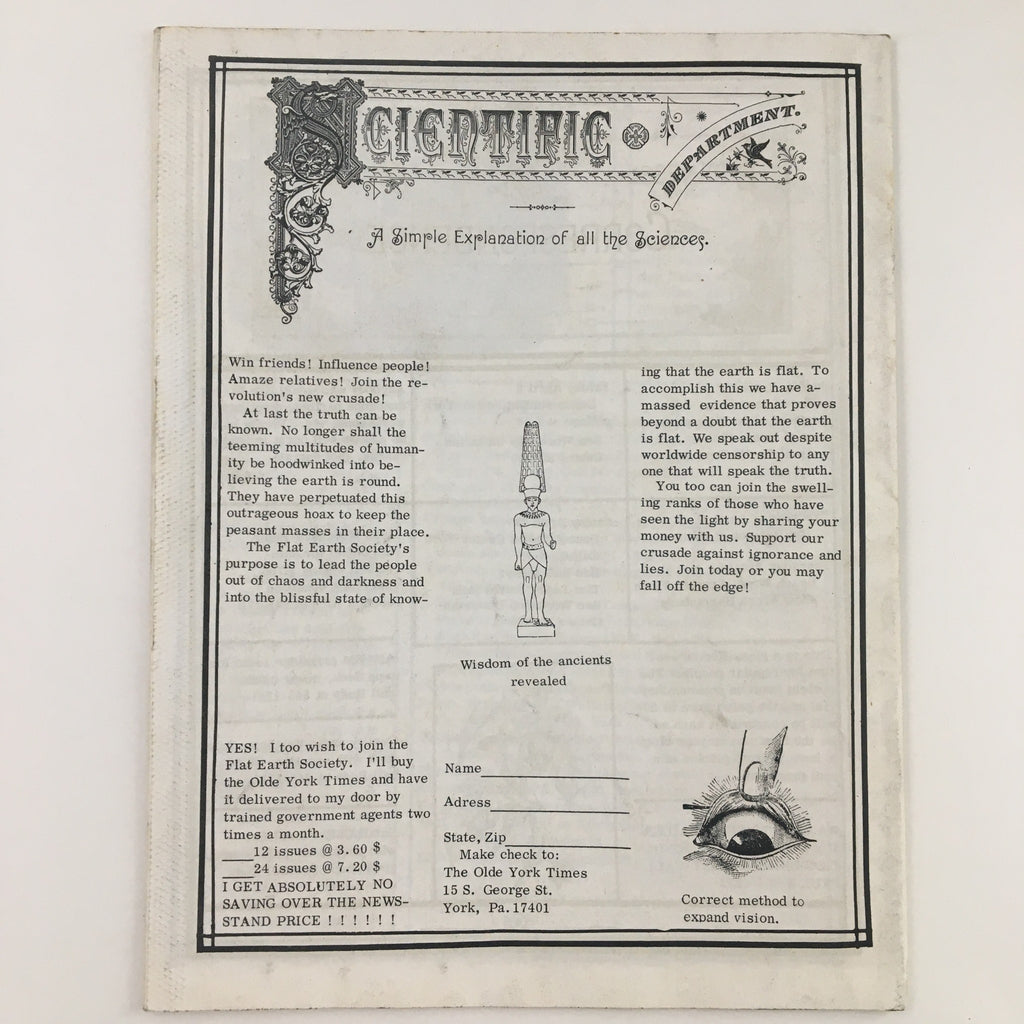 SCIENTIFIC DEPARTMENT.
A Simple Explanation of all the Sciences.
Win friends! Influence people!
Amaze relatives! Join the re-
volution's new crusade!
At last the truth can be
known. No longer shall the
teeming multitudes of human-
ity be hoodwinked into be-
lieving the earth is round.
They have perpetuated this
outrageous hoax to keep the
peasant masses in their place.
The Flat Earth Society's
purpose is to lead the people
out of chaos and darkness and
into the blissful state of know-
ing that the earth is flat. To
accomplish this we have a-
massed evidence that proves
beyond a doubt that the earth
is flat. We speak out despite
worldwide censorship to any
one that will speak the truth.
You too can join the swell-
ing ranks of those who have
seen the light by sharing your
money with us. Support our
crusade against ignorance and
lies. Join today or you may
fall off the edge!
Wisdom of the ancients
revealed
YES! I too wish to join the
Flat Earth Society. I'll buy
the Olde York Times and have
it delivered to my door by
trained government agents two
times a month.
____12 issues @ 3.60 $
____24 issues @ 7.20 $
I GET ABSOLUTELY NO
SAVING OVER THE NEWS-
STAND PRICE ! ! ! ! ! !
Name
Adress
State, Zip
Make check to:
The Olde York Times
15 S. George St.
York, Pa. 17401
Correct method to
expand vision.